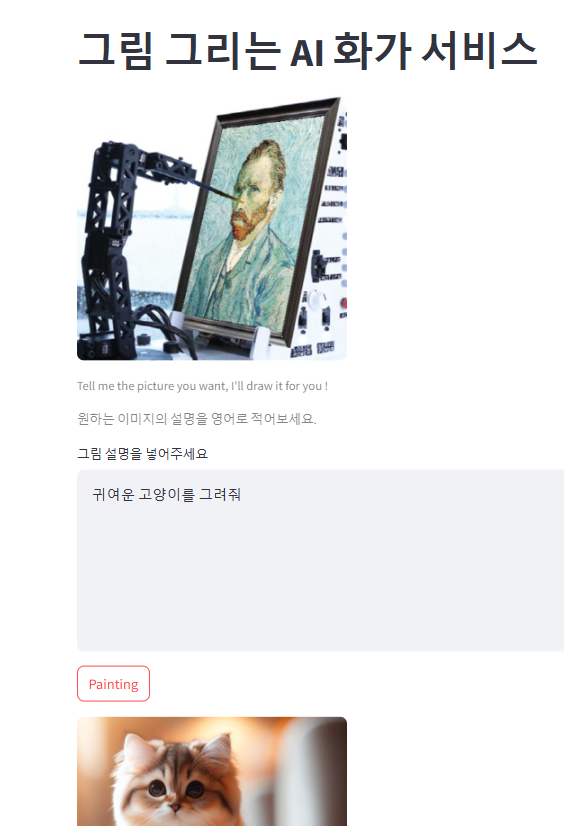 그림 그리는 AI 화가 서비스
Tell me the picture you want, I'll draw it for you !
원하는 이미지의 설명을 영어로 적어보세요.
그림 설명을 넣어주세요
귀여운 고양이를 그려줘
Painting